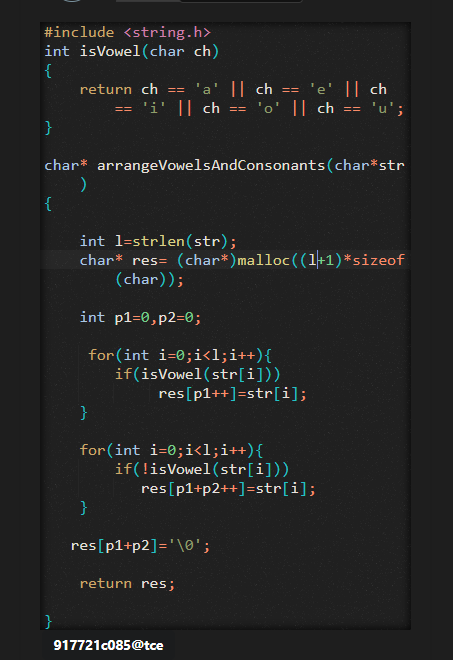 #include <string.h>
int isVowel(char ch)
{
    return ch == 'a' || ch == 'e' || ch
        == 'i' || ch == 'o' || ch == 'u';
}
char* arrangeVowelsAndConsonants(char*str
    )
{
    int l=strlen(str);
    char* res= (char*)malloc((l+1)*sizeof
        (char));
    int p1=0,p2=0;
     for(int i=0;i<l;i++){
        if(isVowel(str[i]))
             res[p1++]=str[i];
    }
    for(int i=0;i<l;i++){
        if(!isVowel(str[i]))
           res[p1+p2++]=str[i];
    }
   res[p1+p2]='\0';
    return res;
}
917721c085@tce